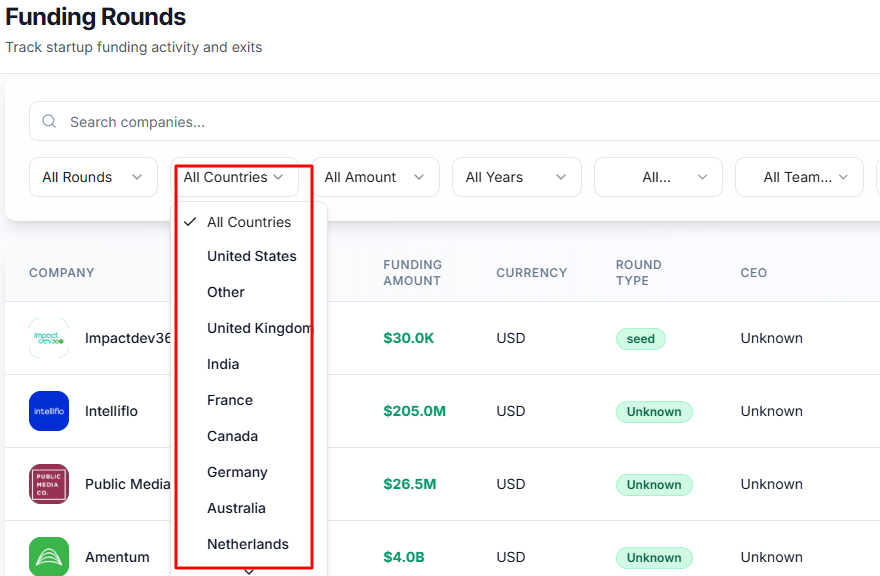 Funding Rounds
Track startup funding activity and exits
Search companies...
All Rounds
All Countries
All Amount
All Years
All...
All Team...
All Countries
United States
Other
United Kingdom
India
France
Canada
Germany
Australia
Netherlands
COMPANY
FUNDING
AMOUNT
CURRENCY
ROUND
TYPE
CEO
impact
dev360
Impactdev36
$30.0K
USD
seed
Unknown
intelliflo
Intelliflo
$205.0M
USD
Unknown
Unknown
PUBLIC
MEDIA
CO.
Public Media
$26.5M
USD
Unknown
Unknown
Amentum
$4.0B
USD
Unknown
Unknown